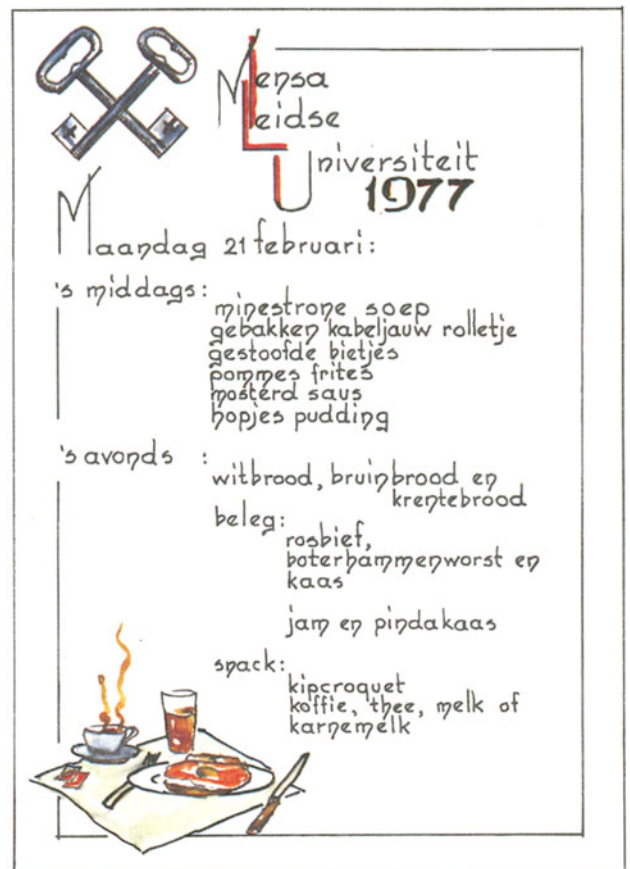 Mensa
Leidse
Universiteit
1977
Maandag 21 februari:
's middags:
minestrone soep
gebakken kabeljauw rolletje
gestoofde bietjes
pommes frites
mosterd saus
hopjes pudding
's avonds :
witbrood, bruinbrood en
krentebrood
beleg:
rosbief,
boterhammenworst en
kaas
jam en pindakaas
snack:
kipcroquet
koffie, thee, melk of
karnemelk